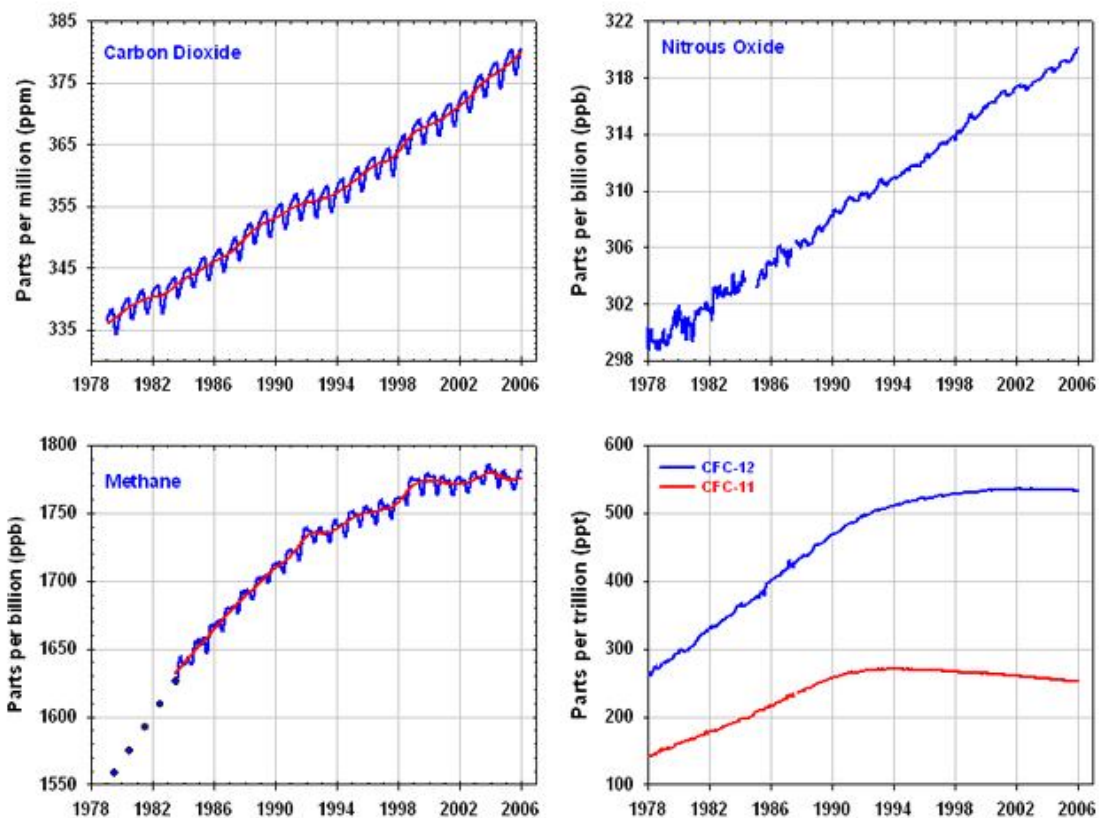 Carbon Dioxide
Parts per million (ppm)
385
375
365
355
345
335
1978 1982 1986 1990 1994 1998 2002 2006
Nitrous Oxide
Parts per billion (ppb)
322
318
314
310
306
302
298
1978 1982 1986 1990 1994 1998 2002 2006
Methane
Parts per billion (ppb)
1800
1750
1700
1650
1600
1550
1978 1982 1986 1990 1994 1998 2002 2006
CFC-12
CFC-11
Parts per trillion (ppt)
600
500
400
300
200
100
1978 1982 1986 1990 1994 1998 2002 2006